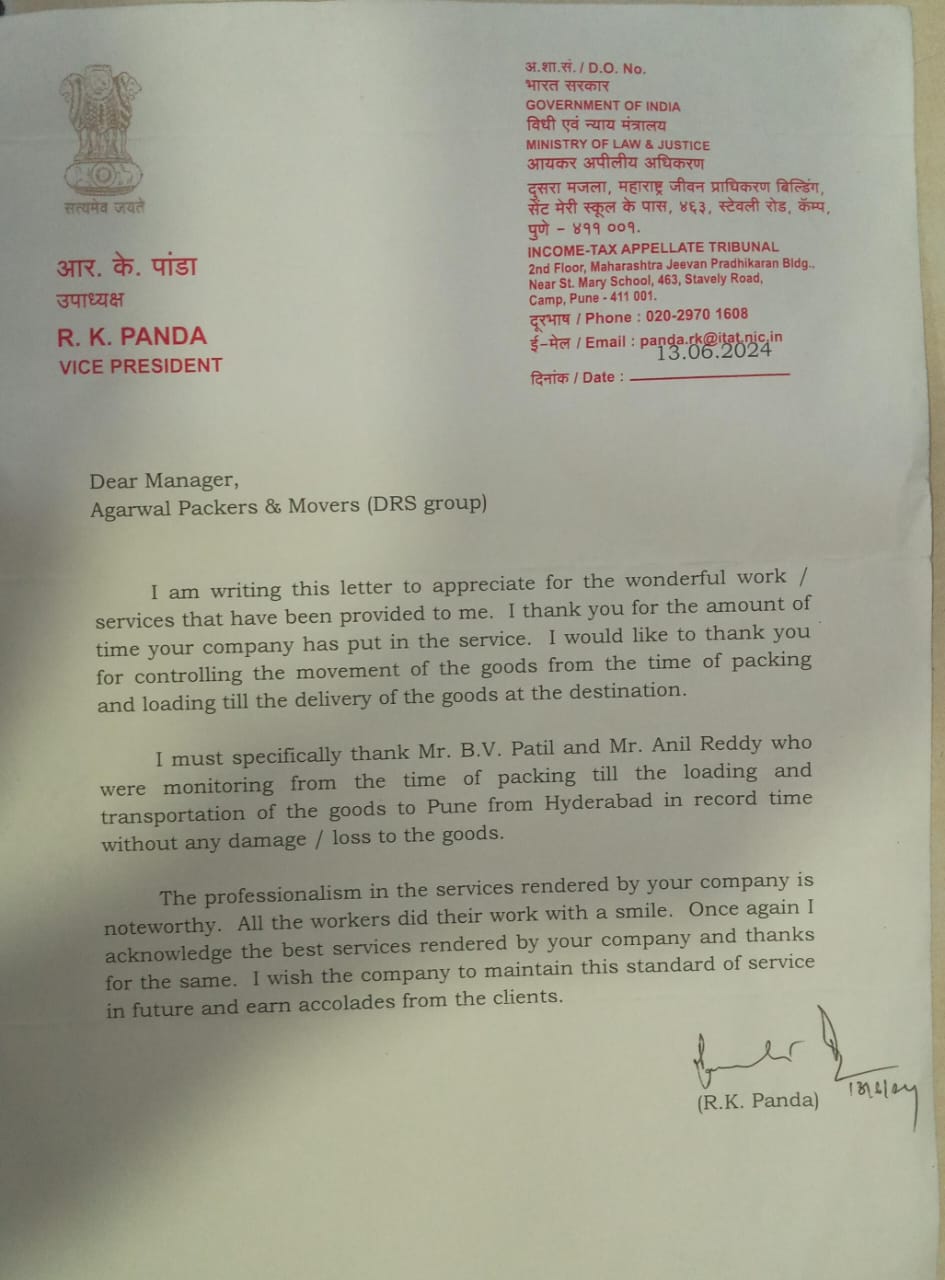 सत्यमेव जयते
आर. के. पांडा
उपाध्यक्ष
R. K. PANDA
VICE PRESIDENT
अ.शा.सं. / D.O. No.
भारत सरकार
GOVERNMENT OF INDIA
विधी एवं न्याय मंत्रालय
MINISTRY OF LAW & JUSTICE
आयकर अपीलीय अधिकरण
दुसरा मजला, महाराष्ट्र जीवन प्राधिकरण बिल्डिंग,
सेंट मेरी स्कूल के पास, ४६३, स्टेवली रोड, कॅम्प,
पुणे - ४११ ००१.
INCOME-TAX APPELLATE TRIBUNAL
2nd Floor, Maharashtra Jeevan Pradhikaran Bldg.,
Near St. Mary School, 463, Stavely Road,
Camp, Pune - 411 001.
दूरभाष / Phone : 020-2970 1608
ई-मेल / Email : panda.rk@itat.nic.in
13.06.2024
दिनांक / Date :
Dear Manager,
Agarwal Packers & Movers (DRS group)
I am writing this letter to appreciate for the wonderful work /
services that have been provided to me. I thank you for the amount of
time your company has put in the service. I would like to thank you
for controlling the movement of the goods from the time of packing
and loading till the delivery of the goods at the destination.
I must specifically thank Mr. B.V. Patil and Mr. Anil Reddy who
were monitoring from the time of packing till the loading and
transportation of the goods to Pune from Hyderabad in record time
without any damage / loss to the goods.
The professionalism in the services rendered by your company is
noteworthy. All the workers did their work with a smile. Once again I
acknowledge the best services rendered by your company and thanks
for the same. I wish the company to maintain this standard of service
in future and earn accolades from the clients.
(R.K. Panda)